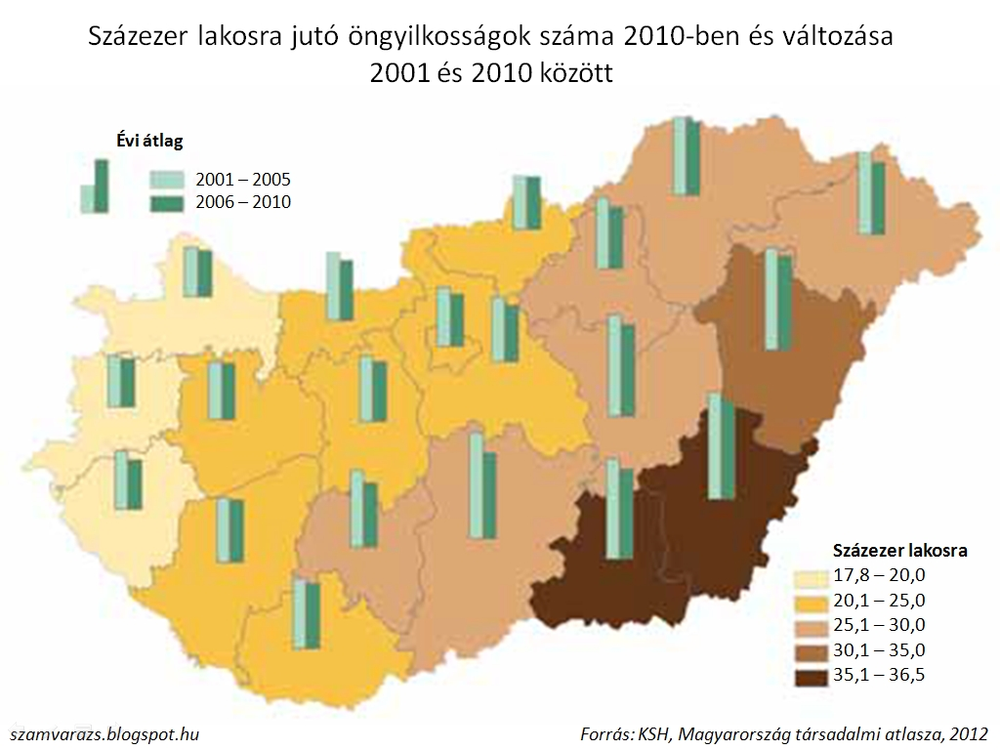 Százezer lakosra jutó öngyilkosságok száma 2010-ben és változása
2001 és 2010 között
Évi átlag
2001 – 2005
2006 – 2010
Százezer lakosra
17,8 – 20,0
20,1 – 25,0
25,1 – 30,0
30,1 – 35,0
35,1 – 36,5
szamvarazs.blogspot.hu
Forrás: KSH, Magyarország társadalmi atlasza, 2012